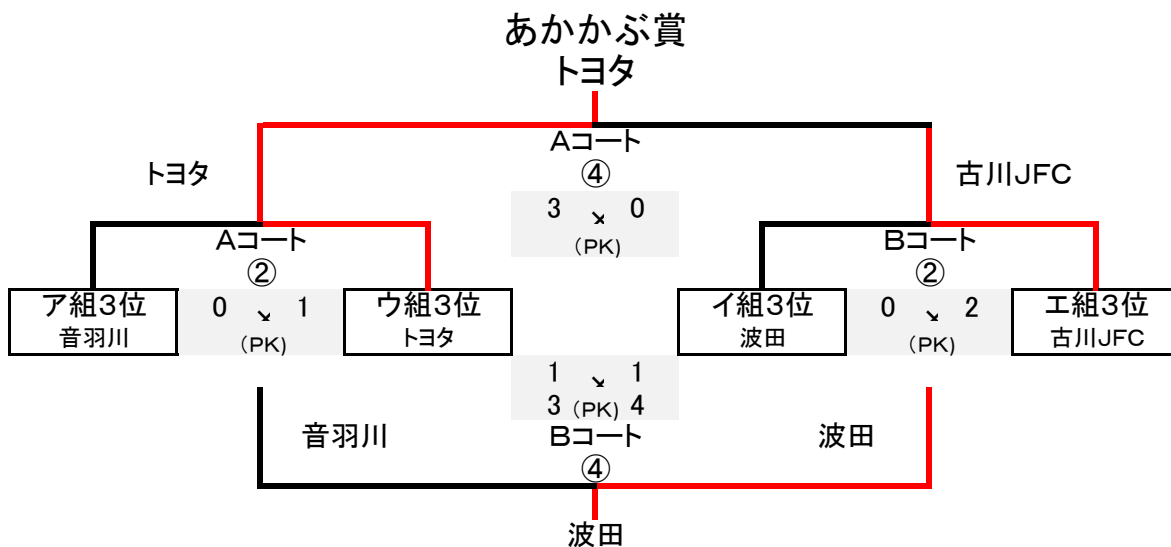 あかかぶ賞
トヨタ
Aコート
④
トヨタ
古川JFC
3 ↘ 0
(PK)
Aコート
②
Bコート
②
ア組3位
音羽川
0 ↘ 1
(PK)
ウ組3位
トヨタ
イ組3位
波田
0 ↘ 2
(PK)
エ組3位
古川JFC
1 ↘ 1
3 (PK) 4
音羽川
Bコート
④
波田
波田